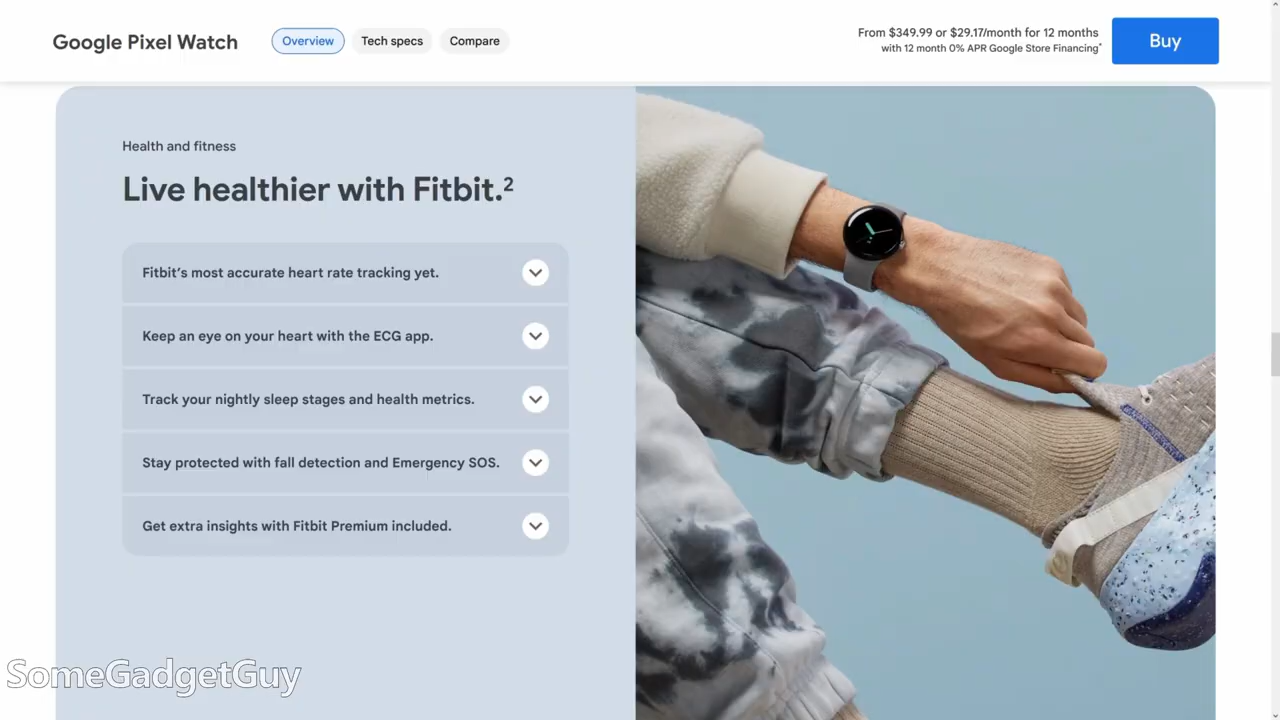 Google Pixel Watch
Overview
Tech specs
Compare
From $349.99 or $29.17/month for 12 months
with 12 month 0% APR Google Store Financing*
Buy
Health and fitness
Live healthier with Fitbit.²
Fitbit’s most accurate heart rate tracking yet.
Keep an eye on your heart with the ECG app.
Track your nightly sleep stages and health metrics.
Stay protected with fall detection and Emergency SOS.
Get extra insights with Fitbit Premium included.
SomeGadgetGuy